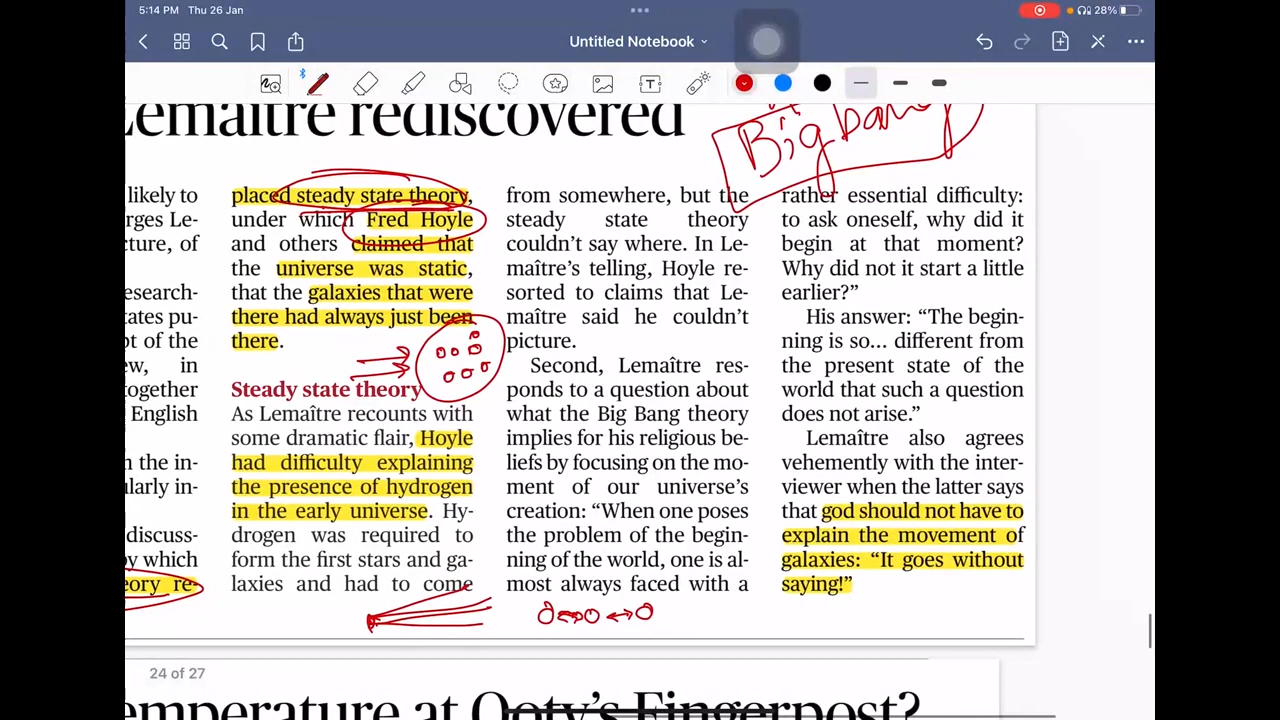 5:14 PM Thu 26 Jan
28%
Untitled Notebook
Lemaître rediscovered
Big bang
likely to
rges Le-
cture, of
esearch-
tates pu-
pt of the
ew, in
together
English
n the in-
larly in-
discuss-
by which
eory re-
placed steady state theory,
under which Fred Hoyle
and others claimed that
the universe was static,
that the galaxies that were
there had always just been
there.
Steady state theory
As Lemaître recounts with
some dramatic flair, Hoyle
had difficulty explaining
the presence of hydrogen
in the early universe. Hy-
drogen was required to
form the first stars and ga-
laxies and had to come
from somewhere, but the
steady state theory
couldn't say where. In Le-
maître's telling, Hoyle re-
sorted to claims that Le-
maître said he couldn't
picture.
Second, Lemaître res-
ponds to a question about
what the Big Bang theory
implies for his religious be-
liefs by focusing on the mo-
ment of our universe's
creation: “When one poses
the problem of the begin-
ning of the world, one is al-
most always faced with a
rather essential difficulty:
to ask oneself, why did it
begin at that moment?
Why did not it start a little
earlier?”
His answer: “The begin-
ning is so... different from
the present state of the
world that such a question
does not arise.”
Lemaître also agrees
vehemently with the inter-
viewer when the latter says
that god should not have to
explain the movement of
galaxies: “It goes without
saying!”
24 of 27
emperature at Ooty's Fingerpost?